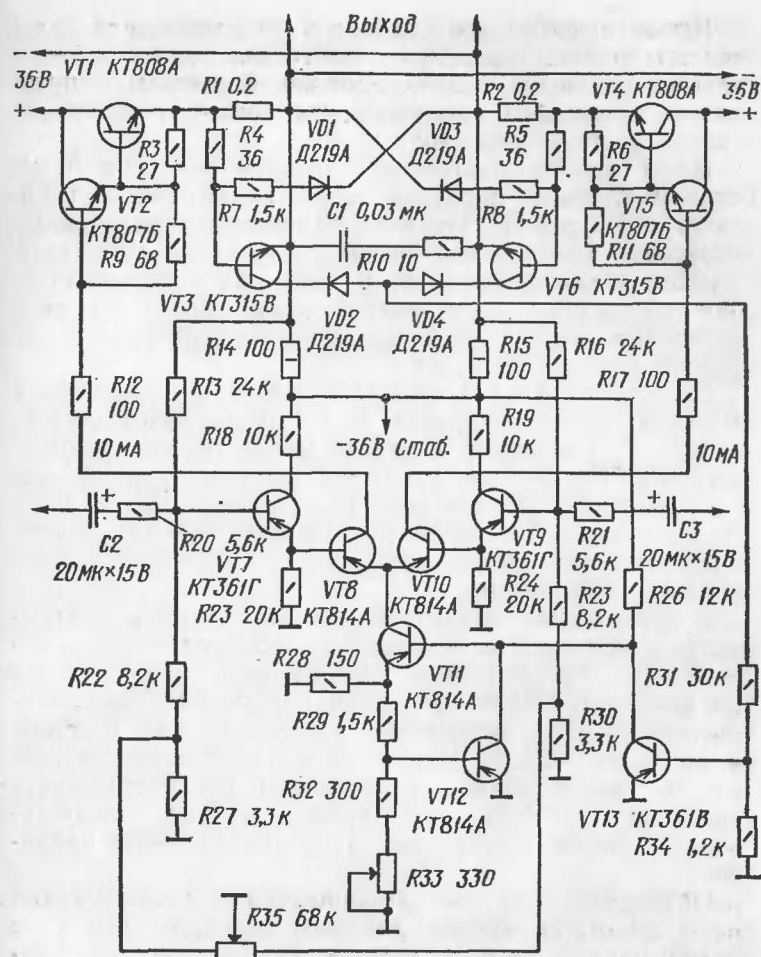 Выход
VT1 КТ808А
R1 0,2
R2 0,2
VT4 КТ808А
36В
36В
R3
27
R4
36
VD1
Д219А
VD3
Д219А
R5
36
R6
27
VT2
КТ807Б
R7 1,5к
C1 0,03 мк
R8 1,5к
VT5
КТ807Б
R9 68
R10 10
R11 68
VT3 КТ315В
VT6 КТ315В
VD2
Д219А
VD4
Д219А
R14 100
R15
100
R16 24к
R12
100
R13 24к
R17 100
R18 10к
R19
10к
10мА
-36В Стаб.
10мА
C2
20мк×15В
R20 5,6к
VT7
КТ361Г
VT9
КТ361Г
R21
5,6к
C3
20мк×15В
R23 20к
VT8
КТ814А
VT10
КТ814А
R24
20к
R23
8,2к
R26 12к
R22 8,2к
R28 150
VT11
КТ814А
R31 30к
R29 1,5к
R30
3,3к
R27 3,3к
R32 300
VT12
КТ814А
VT13 КТ361В
R34 1,2к
R33 330
R35 68к